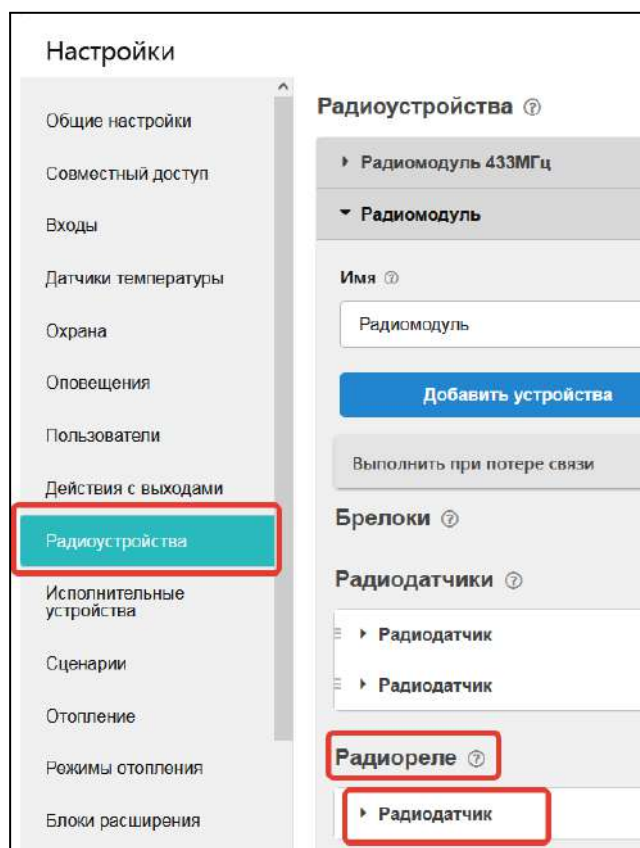 Настройки
Общие настройки
Совместный доступ
Входы
Датчики температуры
Охрана
Оповещения
Пользователи
Действия с выходами
Радиоустройства
Исполнительные
устройства
Сценарии
Отопление
Режимы отопления
Блоки расширения
Радиоустройства
Радиомодуль 433МГц
Радиомодуль
Имя
Радиомодуль
Добавить устройства
Выполнить при потере связи
Брелоки
Радиодатчики
Радиодатчик
Радиодатчик
Радиореле
Радиодатчик